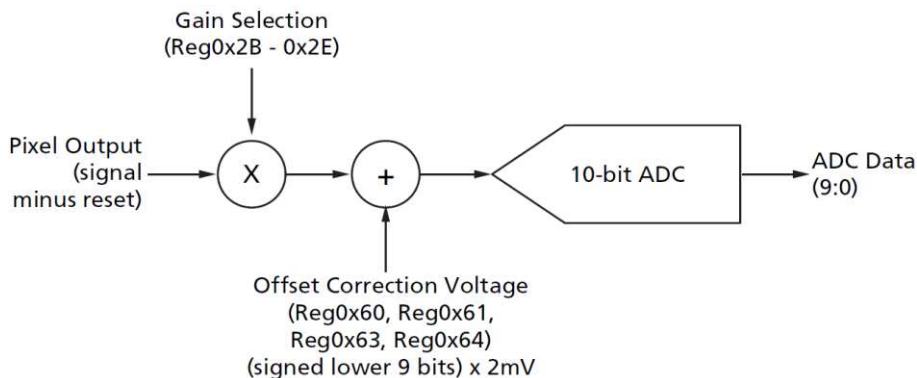 Gain Selection
(Reg0x2B - 0x2E)
Pixel Output
(signal
minus reset)
X
+
10-bit ADC
ADC Data
(9:0)
Offset Correction Voltage
(Reg0x60, Reg0x61,
Reg0x63, Reg0x64)
(signed lower 9 bits) x 2mV